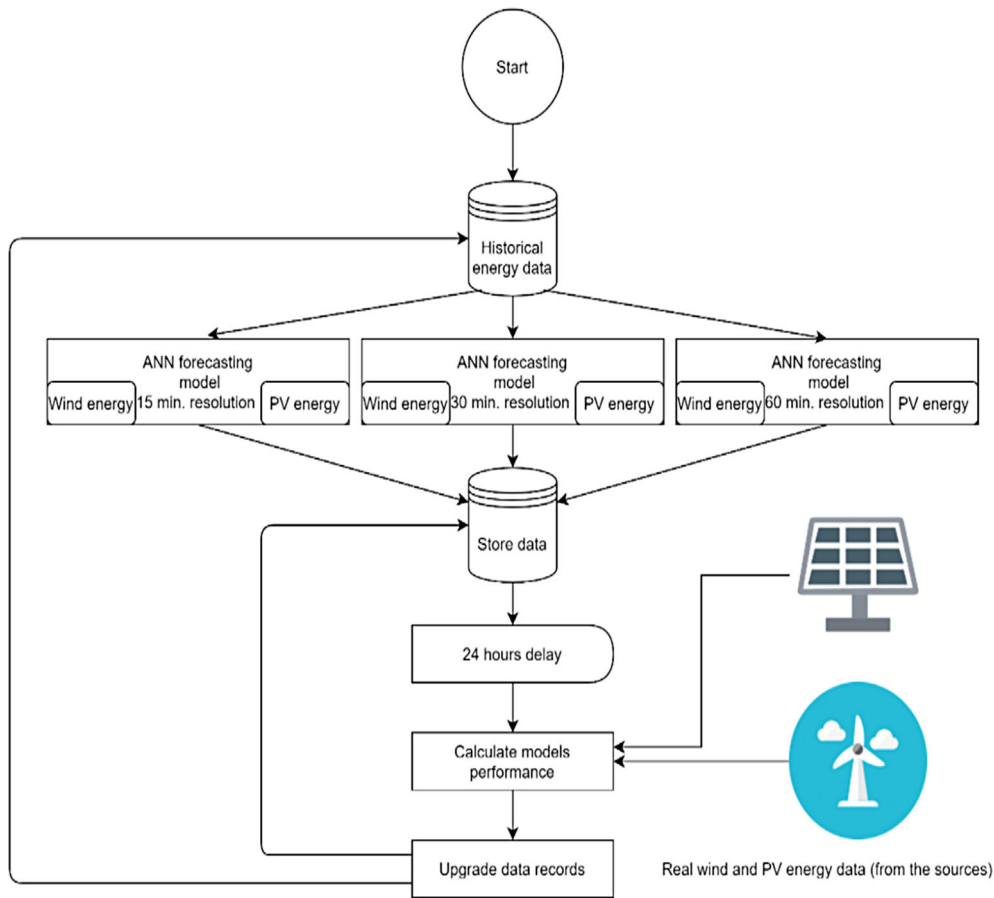 Start
Historical
energy data
ANN forecasting
model
Wind energy 15 min. resolution PV energy
ANN forecasting
model
Wind energy 30 min. resolution PV energy
ANN forecasting
model
Wind energy 60 min. resolution PV energy
Store data
24 hours delay
Calculate models
performance
Upgrade data records
Real wind and PV energy data (from the sources)